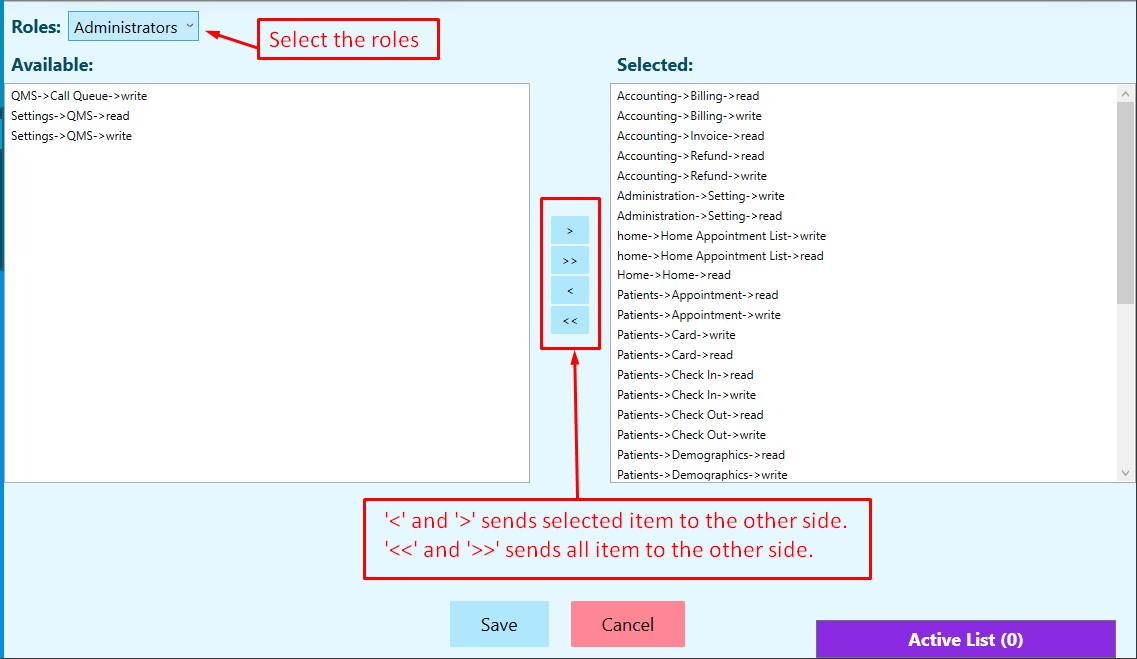 Roles: Administrators
Select the roles
Available:
Selected:
QMS->Call Queue->write
Settings->QMS->read
Settings->QMS->write
>
>>
<
<<
Accounting->Billing->read
Accounting->Billing->write
Accounting->Invoice->read
Accounting->Refund->read
Accounting->Refund->write
Administration->Setting->write
Administration->Setting->read
home->Home Appointment List->write
home->Home Appointment List->read
Home->Home->read
Patients->Appointment->read
Patients->Appointment->write
Patients->Card->write
Patients->Card->read
Patients->Check In->read
Patients->Check In->write
Patients->Check Out->read
Patients->Check Out->write
Patients->Demographics->read
Patients->Demographics->write
'<' and '>' sends selected item to the other side.
'<<' and '>>' sends all item to the other side.
Save
Cancel
Active List (0)